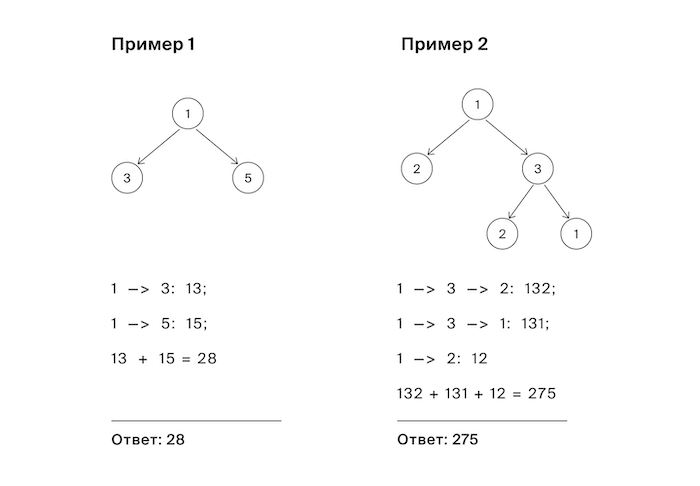 Пример 1
1
3
5
1 —> 3: 13;
1 —> 5: 15;
13 + 15 = 28
Ответ: 28
Пример 2
1
2
3
2
1
1 —> 3 —> 2: 132;
1 —> 3 —> 1: 131;
1 —> 2: 12
132 + 131 + 12 = 275
Ответ: 275